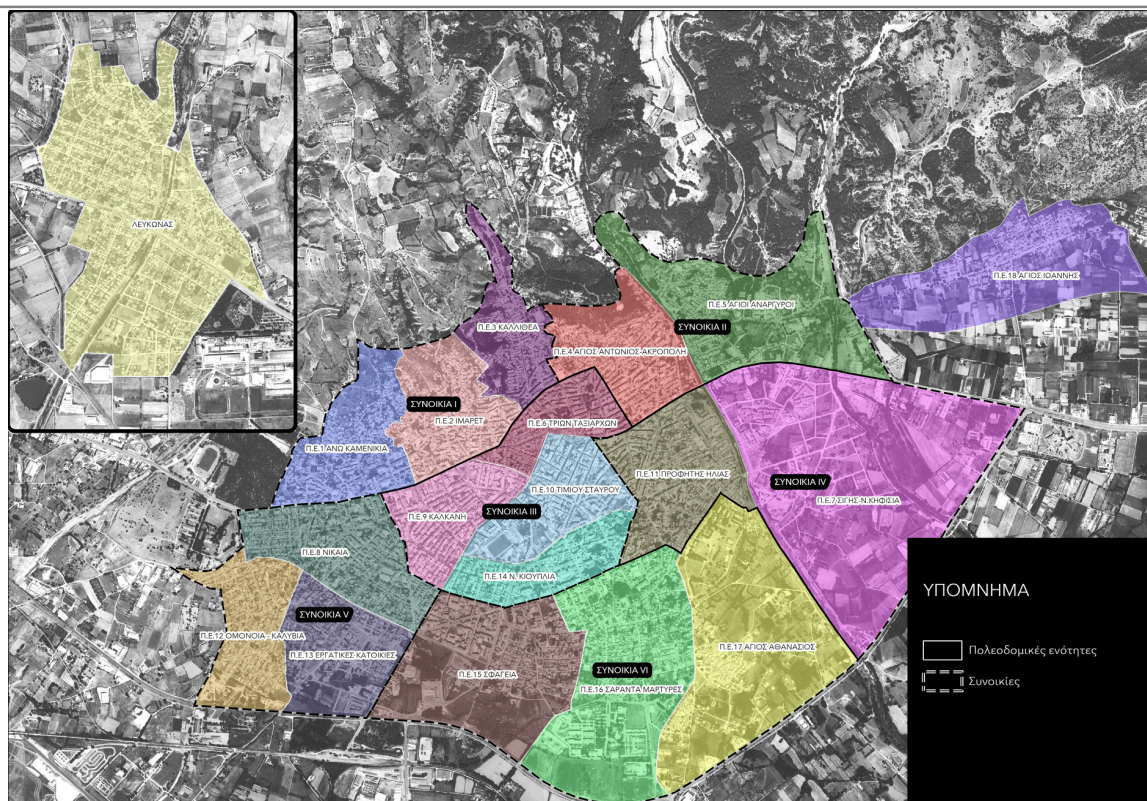 ΛΕΥΚΩΝΑΣ
Π.Ε.18 ΑΓΙΟΣ ΙΩΑΝΝΗΣ
Π.Ε.5 ΑΓΙΟΙ ΑΝΑΡΓΥΡΟΙ
Π.Ε.3 ΚΑΛΛΙΘΕΑ
ΣΥΝΟΙΚΙΑ ΙΙ
Π.Ε.4 ΑΓΙΟΣ ΑΝΤΩΝΙΟΣ-ΑΚΡΟΠΟΛΗ
ΣΥΝΟΙΚΙΑ Ι
Π.Ε.2 ΙΜΑΡΕΤ
Π.Ε.6 ΤΡΙΩΝ ΤΑΞΙΑΡΧΩΝ
Π.Ε.1 ΑΝΩ ΚΑΜΕΝΙΚΙΑ
Π.Ε.11 ΠΡΟΦΗΤΗΣ ΗΛΙΑΣ
ΣΥΝΟΙΚΙΑ IV
Π.Ε.7 ΣΙΓΗΣ-Ν.ΚΗΦΙΣΙΑ
Π.Ε.10 ΤΙΜΙΟΥ ΣΤΑΥΡΟΥ
ΣΥΝΟΙΚΙΑ ΙΙΙ
Π.Ε.9 ΚΑΛΚΑΝΗ
Π.Ε.8 ΝΙΚΑΙΑ
Π.Ε.14 Ν. ΚΙΟΥΠΛΙΑ
ΣΥΝΟΙΚΙΑ V
Π.Ε.12 ΟΜΟΝΟΙΑ - ΚΑΛΥΒΙΑ
Π.Ε.13 ΕΡΓΑΤΙΚΕΣ ΚΑΤΟΙΚΙΕΣ
Π.Ε.17 ΑΓΙΟΣ ΑΘΑΝΑΣΙΟΣ
Π.Ε.15 ΣΦΑΓΕΙΑ
ΣΥΝΟΙΚΙΑ VI
Π.Ε.16 ΣΑΡΑΝΤΑ ΜΑΡΤΥΡΕΣ
ΥΠΟΜΝΗΜΑ
Πολεοδομικές ενότητες
Συνοικίες